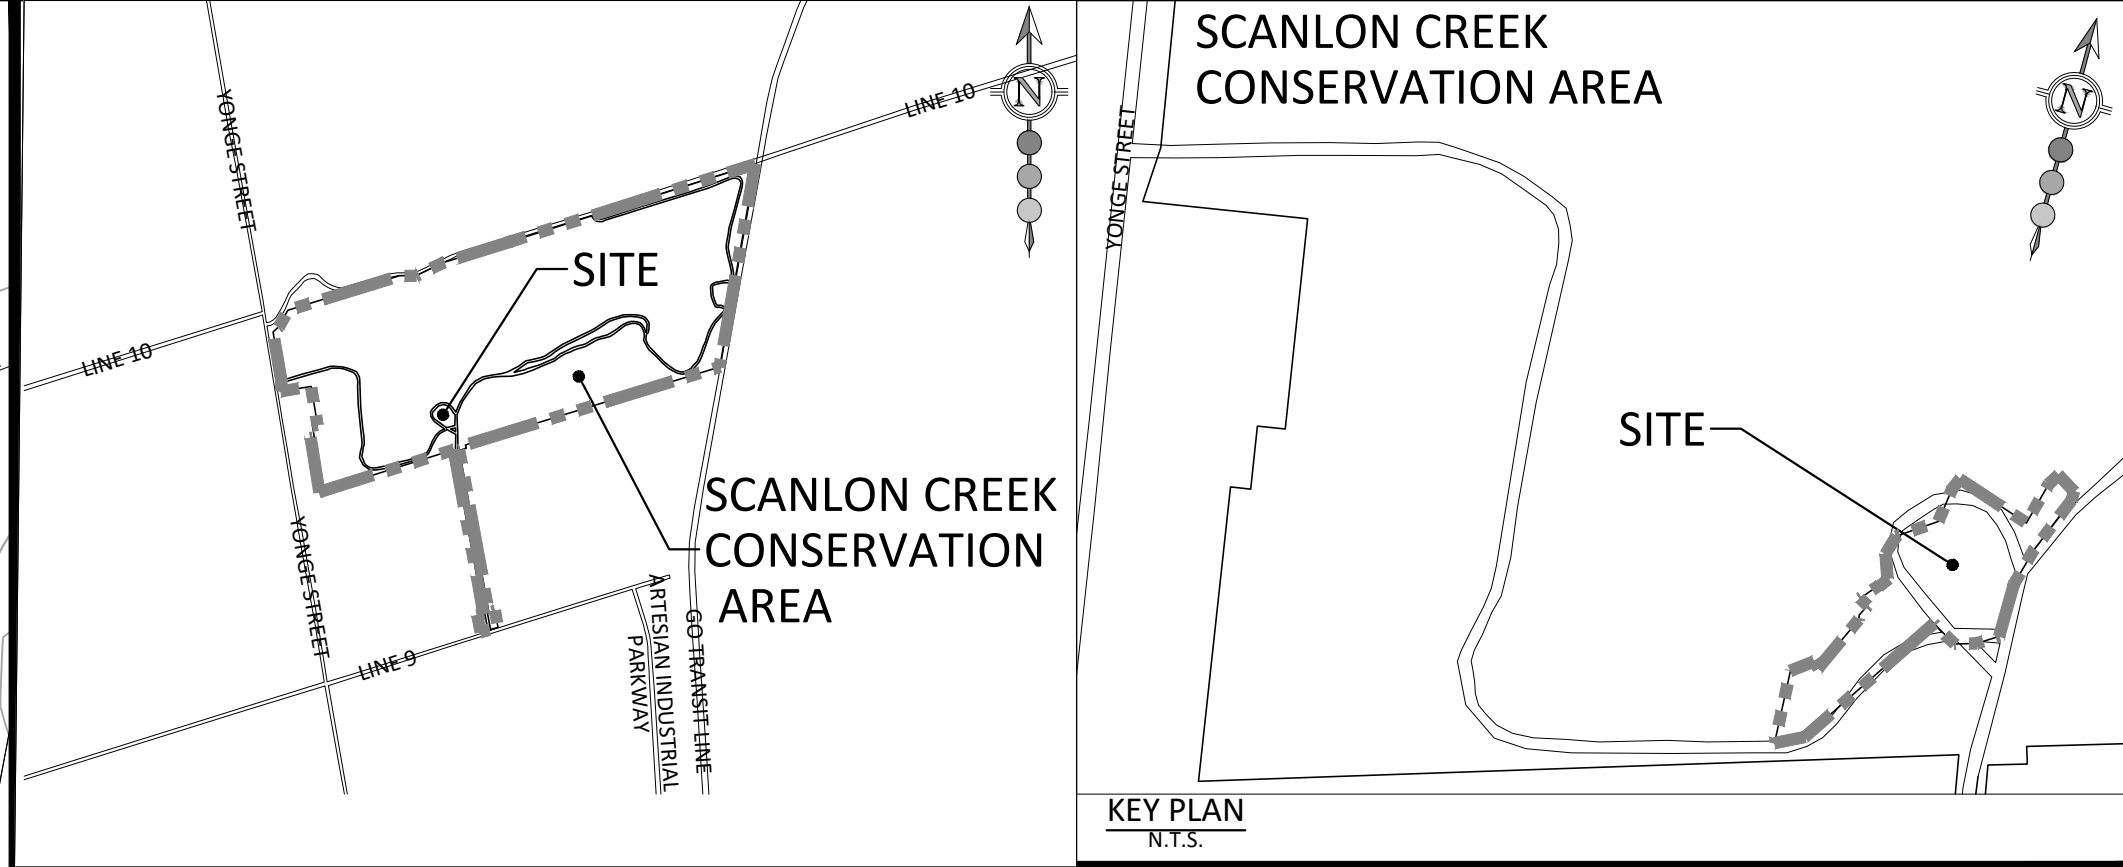 YONGE STREET
LINE 10
N
SITE
LINE 10
SCANLON CREEK
CONSERVATION
AREA
YONGE STREET
LINE 9
ARTESIAN INDUSTRIAL
PARKWAY
GO TRANSIT LINE
SCANLON CREEK
CONSERVATION AREA
N
YONGE STREET
SITE
KEY PLAN
N.T.S.